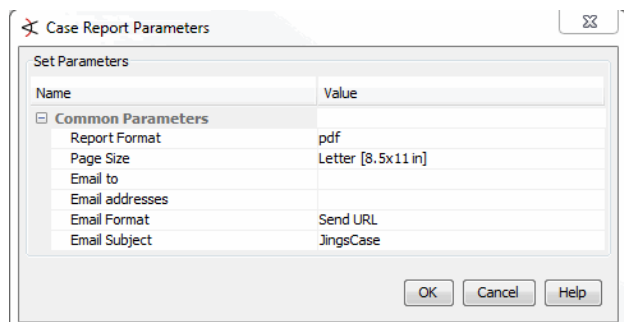 Case Report Parameters
Set Parameters
Name Value
Common Parameters
Report Format pdf
Page Size Letter [8.5x11 in]
Email to
Email addresses
Email Format Send URL
Email Subject JingsCase
OK Cancel Help